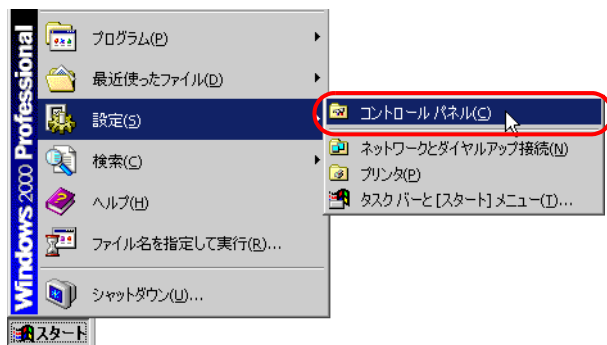 Windows 2000 Professional
プログラム(P)
最近使ったファイル(D)
設定(S)
検索(C)
ヘルプ(H)
ファイル名を指定して実行(R)...
シャットダウン(U)...
スタート
コントロール パネル(C)
ネットワークとダイヤルアップ接続(N)
プリンタ(P)
タスク バーと [スタート] メニュー(T)...